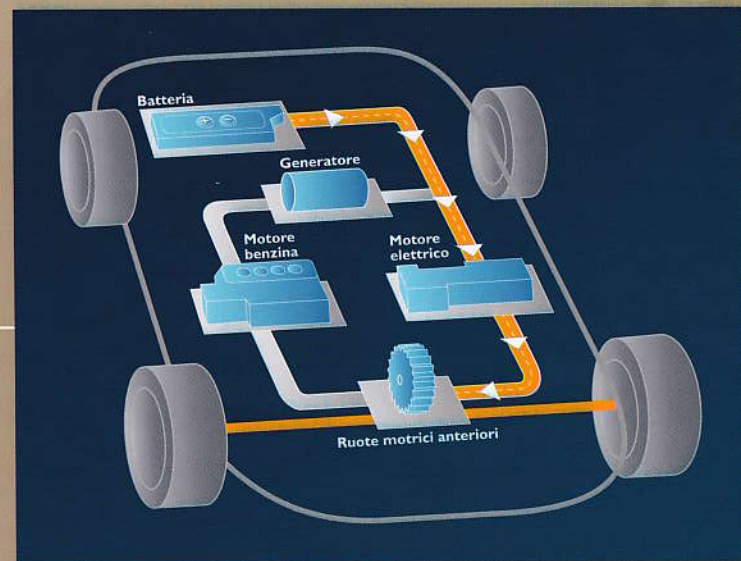 Batteria
Generatore
Motore
benzina
Motore
elettrico
Ruote motrici anteriori